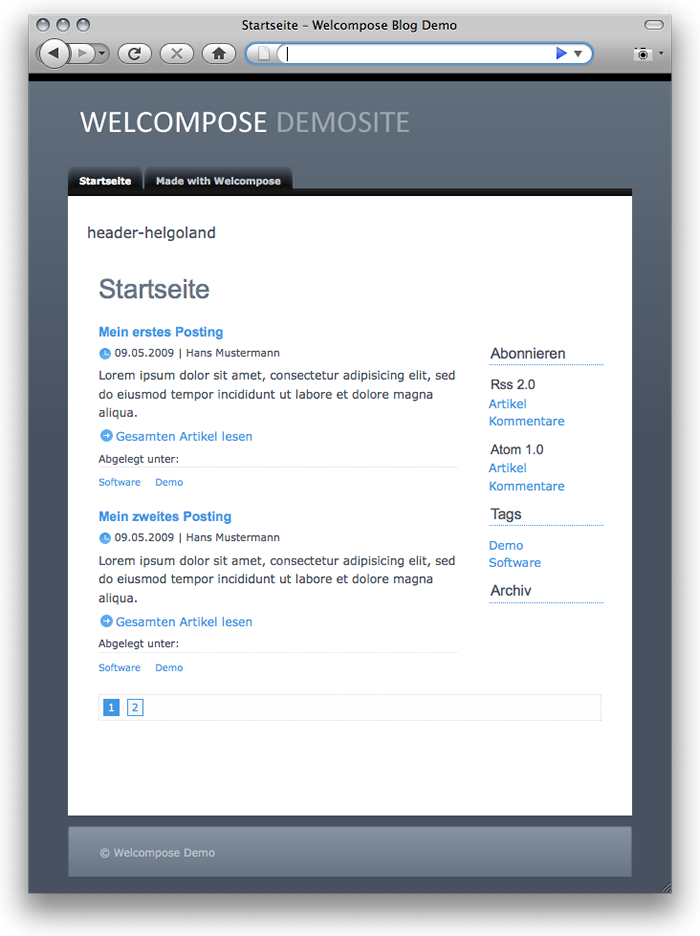 Startseite – Welcompose Blog Demo
WELCOMPOSE DEMOSITE
Startseite
Made with Welcompose
header-helgoland
Startseite
Mein erstes Posting
09.05.2009 | Hans Mustermann
Lorem ipsum dolor sit amet, consectetur adipisicing elit, sed
do eiusmod tempor incididunt ut labore et dolore magna
aliqua.
Gesamten Artikel lesen
Abgelegt unter:
Software Demo
Mein zweites Posting
09.05.2009 | Hans Mustermann
Lorem ipsum dolor sit amet, consectetur adipisicing elit, sed
do eiusmod tempor incididunt ut labore et dolore magna
aliqua.
Gesamten Artikel lesen
Abgelegt unter:
Software Demo
1 2
Abonnieren
Rss 2.0
Artikel
Kommentare
Atom 1.0
Artikel
Kommentare
Tags
Demo
Software
Archiv
© Welcompose Demo